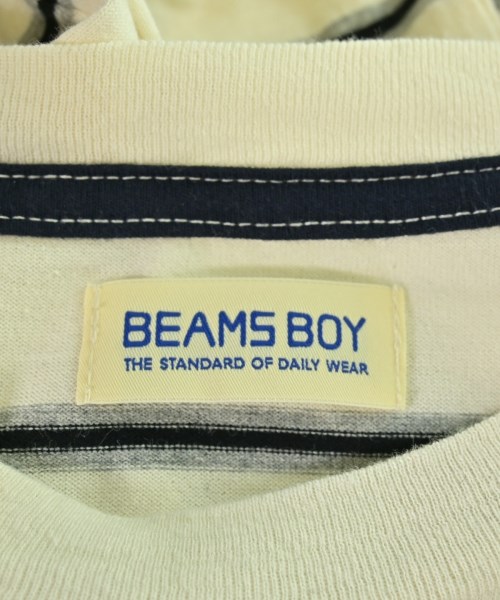 BEAMS BOY
THE STANDARD OF DAILY WEAR